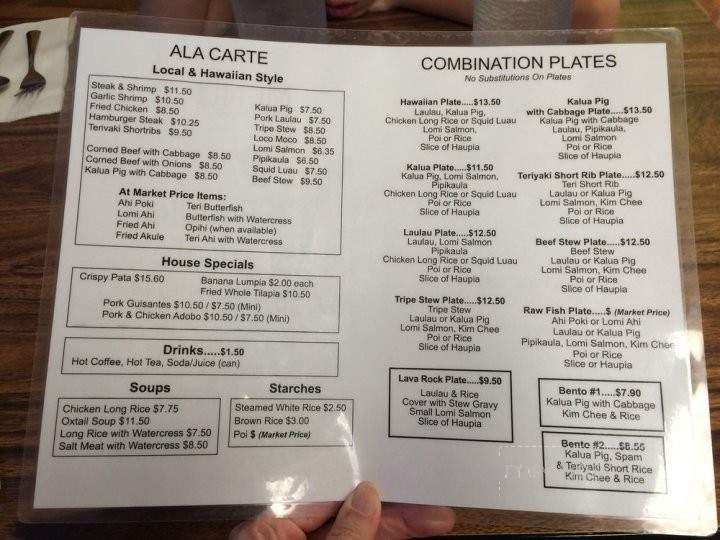 ALA CARTE
Local & Hawaiian Style
Steak & Shrimp $11.50
Garlic Shrimp $10.50
Fried Chicken $8.50
Hamburger Steak $10.25
Terivaki Shortribs $9.50
Corned Beef with Cabbage $8.50
Corned Beef with Onions $8.50
Kalua Pig with Cabbage $8.50
Kalua Pig $7.50
Pork Laulau $7.50
Tripe Stew $8.50
Loco Moco $8.50
Lomi Salmon $6.35
Pipikaula $6.50
Squid Luau $7.50
Beef Stew $9.50
At Market Price Items:
Ahi Poki
Lomi Ahi
Fried Ahi
Fried Akule
Teri Butterfish
Butterfish with Watercress
Opihi (when available)
Teri Ahi with Watercress
House Specials
Crispy Pata $15.60
Banana Lumpia $2.00 each
Fried Whole Tilapia $10.50
Pork Guisantes $10.50 / $7.50 (Mini)
Pork & Chicken Adobo $10.50 / $7.50 (Mini)
Drinks.....$1.50
Hot Coffee, Hot Tea, Soda/Juice (can)
Soups
Chicken Long Rice $7.75
Oxtail Soup $11.50
Long Rice with Watercress $7.50
Salt Meat with Watercress $8.50
Starches
Steamed White Rice $2.50
Brown Rice $3.00
Poi $ (Market Price)
COMBINATION PLATES
No Substitutions On Plates
Hawaiian Plate.....$13.50
Laulau, Kalua Pig,
Chicken Long Rice or Squid Luau
Lomi Salmon,
Poi or Rice
Slice of Haupia
Kalua Plate.....$11.50
Kalua Pig, Lomi Salmon,
Pipikaula
Chicken Long Rice or Squid Luau
Poi or Rice
Slice of Haupia
Laulau Plate.....$12.50
Laulau, Lomi Salmon
Pipikaula
Chicken Long Rice or Squid Luau
Poi or Rice
Slice of Haupia
Tripe Stew Plate.....$12.50
Tripe Stew
Laulau or Kalua Pig
Lomi Salmon, Kim Chee
Poi or Rice
Slice of Haupia
Lava Rock Plate.....$9.50
Laulau & Rice
Cover with Stew Gravy
Small Lomi Salmon
Slice of Haupia
Kalua Pig
with Cabbage Plate.....$13.50
Kalua Pig with Cabbage
Laulau, Pipikaula,
Lomi Salmon
Poi or Rice
Slice of Haupia
Teriyaki Short Rib Plate.....$12.50
Teri Short Rib
Laulau or Kalua Pig
Lomi Salmon, Kim Chee
Poi or Rice
Slice of Haupia
Beef Stew Plate.....$12.50
Beef Stew
Laulau or Kalua Pig
Lomi Salmon, Kim Chee
Poi or Rice
Slice of Haupia
Raw Fish Plate.....$ (Market Price)
Ahi Poki or Lomi Ahi
Laulau or Kalua Pig
Pipikaula, Lomi Salmon, Kim Chee
Poi or Rice
Slice or Haupia
Bento #1.....$7.90
Kalua Pig with Cabbage
Kim Chee & Rice
Bento #2.....$8.55
Kalua Pig, Spam
& Teriyaki Short Rice
Kim Chee & Rice